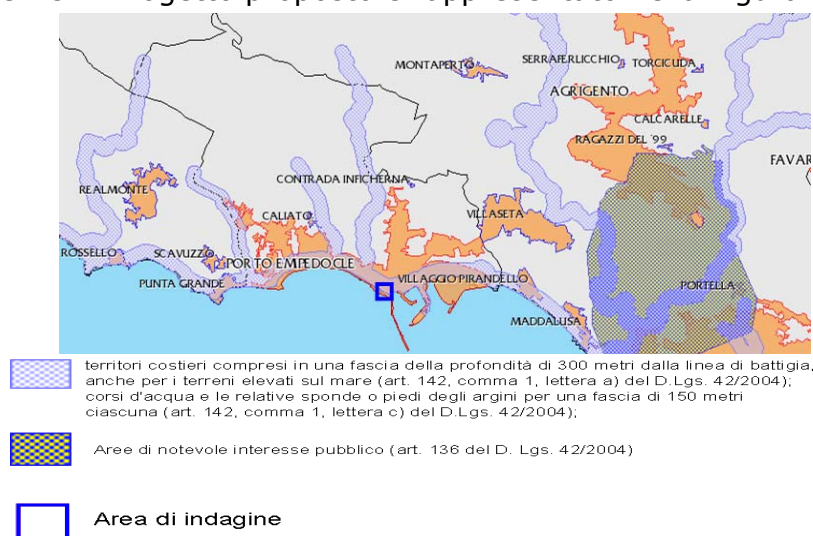 MONTAPERTO
SERRAFERLICCHIO
TORCICUDA
AGRIGENTO
CALCARELLE
RAGAZZI DEL '99
FAVAR
REALMONTE
CONTRADA INFICHERNA
CALIATO
VILLASETA
ROSSELLO
SCAVUZZO
PORTO EMPEDOCLE
PUNTA GRANDE
VILLAGGIO PIRANDELLO
PORTELLA
MADDALUSA
territori costieri compresi in una fascia della profondità di 300 metri dalla linea di battigia,
anche per i terreni elevati sul mare (art. 142, comma 1, lettera a) del D.Lgs. 42/2004);
corsi d'acqua e le relative sponde o piedi degli argini per una fascia di 150 metri
ciascuna (art. 142, comma 1, lettera c) del D.Lgs. 42/2004);
Aree di notevole interesse pubblico (art. 136 del D. Lgs. 42/2004)
Area di indagine